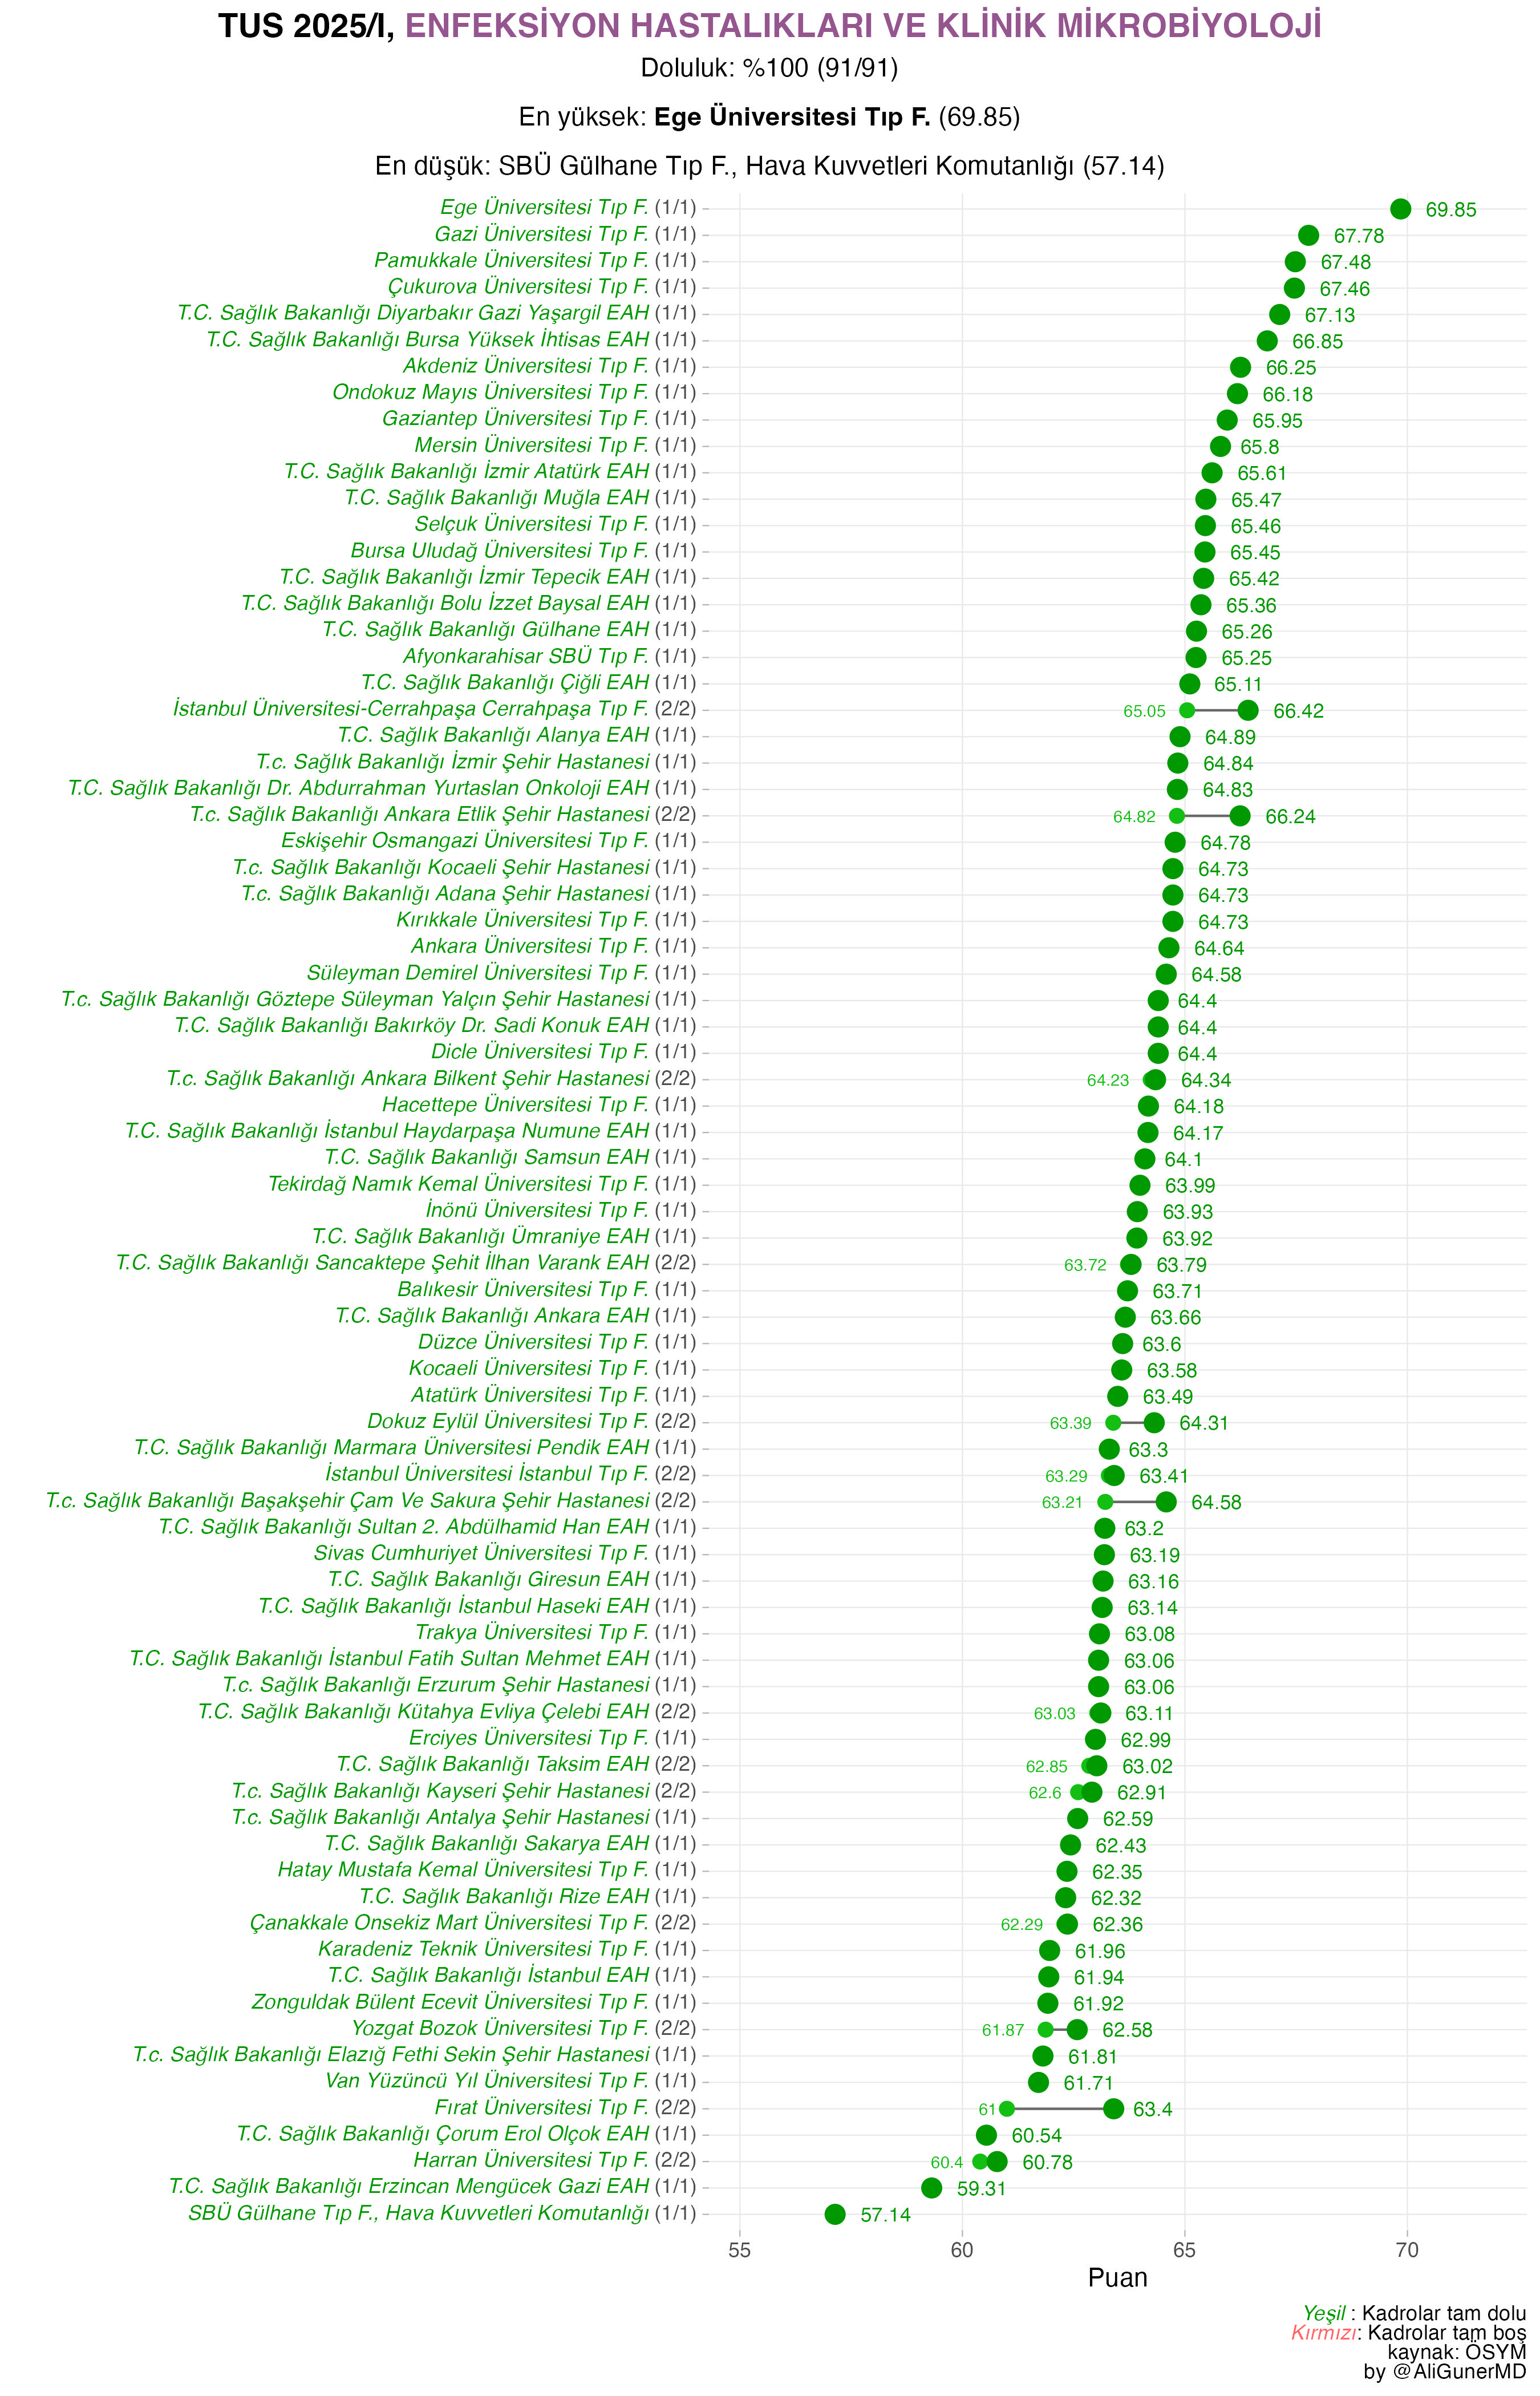 TUS 2025/I, ENFEKSİYON HASTALIKLARI VE KLİNİK MİKROBİYOLOJİ
Doluluk: %100 (91/91)
En yüksek: Ege Üniversitesi Tıp F. (69.85)
En düşük: SBÜ Gülhane Tıp F., Hava Kuvvetleri Komutanlığı (57.14)
Ege Üniversitesi Tıp F. (1/1) 69.85
Gazi Üniversitesi Tıp F. (1/1) 67.78
Pamukkale Üniversitesi Tıp F. (1/1) 67.48
Çukurova Üniversitesi Tıp F. (1/1) 67.46
T.C. Sağlık Bakanlığı Diyarbakır Gazi Yaşargil EAH (1/1) 67.13
T.C. Sağlık Bakanlığı Bursa Yüksek İhtisas EAH (1/1) 66.85
Akdeniz Üniversitesi Tıp F. (1/1) 66.25
Ondokuz Mayıs Üniversitesi Tıp F. (1/1) 66.18
Gaziantep Üniversitesi Tıp F. (1/1) 65.95
Mersin Üniversitesi Tıp F. (1/1) 65.8
T.C. Sağlık Bakanlığı İzmir Atatürk EAH (1/1) 65.61
T.C. Sağlık Bakanlığı Muğla EAH (1/1) 65.47
Selçuk Üniversitesi Tıp F. (1/1) 65.46
Bursa Uludağ Üniversitesi Tıp F. (1/1) 65.45
T.C. Sağlık Bakanlığı İzmir Tepecik EAH (1/1) 65.42
T.C. Sağlık Bakanlığı Bolu İzzet Baysal EAH (1/1) 65.36
T.C. Sağlık Bakanlığı Gülhane EAH (1/1) 65.26
Afyonkarahisar SBÜ Tıp F. (1/1) 65.25
T.C. Sağlık Bakanlığı Çiğli EAH (1/1) 65.11
İstanbul Üniversitesi-Cerrahpaşa Cerrahpaşa Tıp F. (2/2) 65.05 66.42
T.C. Sağlık Bakanlığı Alanya EAH (1/1) 64.89
T.c. Sağlık Bakanlığı İzmir Şehir Hastanesi (1/1) 64.84
T.C. Sağlık Bakanlığı Dr. Abdurrahman Yurtaslan Onkoloji EAH (1/1) 64.83
T.c. Sağlık Bakanlığı Ankara Etlik Şehir Hastanesi (2/2) 64.82 66.24
Eskişehir Osmangazi Üniversitesi Tıp F. (1/1) 64.78
T.c. Sağlık Bakanlığı Kocaeli Şehir Hastanesi (1/1) 64.73
T.c. Sağlık Bakanlığı Adana Şehir Hastanesi (1/1) 64.73
Kırıkkale Üniversitesi Tıp F. (1/1) 64.73
Ankara Üniversitesi Tıp F. (1/1) 64.64
Süleyman Demirel Üniversitesi Tıp F. (1/1) 64.58
T.c. Sağlık Bakanlığı Göztepe Süleyman Yalçın Şehir Hastanesi (1/1) 64.4
T.C. Sağlık Bakanlığı Bakırköy Dr. Sadi Konuk EAH (1/1) 64.4
Dicle Üniversitesi Tıp F. (1/1) 64.4
T.c. Sağlık Bakanlığı Ankara Bilkent Şehir Hastanesi (2/2) 64.23 64.34
Hacettepe Üniversitesi Tıp F. (1/1) 64.18
T.C. Sağlık Bakanlığı İstanbul Haydarpaşa Numune EAH (1/1) 64.17
T.C. Sağlık Bakanlığı Samsun EAH (1/1) 64.1
Tekirdağ Namık Kemal Üniversitesi Tıp F. (1/1) 63.99
İnönü Üniversitesi Tıp F. (1/1) 63.93
T.C. Sağlık Bakanlığı Ümraniye EAH (1/1) 63.92
T.C. Sağlık Bakanlığı Sancaktepe Şehit İlhan Varank EAH (2/2) 63.72 63.79
Balıkesir Üniversitesi Tıp F. (1/1) 63.71
T.C. Sağlık Bakanlığı Ankara EAH (1/1) 63.66
Düzce Üniversitesi Tıp F. (1/1) 63.6
Kocaeli Üniversitesi Tıp F. (1/1) 63.58
Atatürk Üniversitesi Tıp F. (1/1) 63.49
Dokuz Eylül Üniversitesi Tıp F. (2/2) 63.39 64.31
T.C. Sağlık Bakanlığı Marmara Üniversitesi Pendik EAH (1/1) 63.3
İstanbul Üniversitesi İstanbul Tıp F. (2/2) 63.29 63.41
T.c. Sağlık Bakanlığı Başakşehir Çam Ve Sakura Şehir Hastanesi (2/2) 63.21 64.58
T.C. Sağlık Bakanlığı Sultan 2. Abdülhamid Han EAH (1/1) 63.2
Sivas Cumhuriyet Üniversitesi Tıp F. (1/1) 63.19
T.C. Sağlık Bakanlığı Giresun EAH (1/1) 63.16
T.C. Sağlık Bakanlığı İstanbul Haseki EAH (1/1) 63.14
Trakya Üniversitesi Tıp F. (1/1) 63.08
T.C. Sağlık Bakanlığı İstanbul Fatih Sultan Mehmet EAH (1/1) 63.06
T.c. Sağlık Bakanlığı Erzurum Şehir Hastanesi (1/1) 63.06
T.C. Sağlık Bakanlığı Kütahya Evliya Çelebi EAH (2/2) 63.03 63.11
Erciyes Üniversitesi Tıp F. (1/1) 62.99
T.C. Sağlık Bakanlığı Taksim EAH (2/2) 62.85 63.02
T.c. Sağlık Bakanlığı Kayseri Şehir Hastanesi (2/2) 62.6 62.91
T.c. Sağlık Bakanlığı Antalya Şehir Hastanesi (1/1) 62.59
T.C. Sağlık Bakanlığı Sakarya EAH (1/1) 62.43
Hatay Mustafa Kemal Üniversitesi Tıp F. (1/1) 62.35
T.C. Sağlık Bakanlığı Rize EAH (1/1) 62.32
Çanakkale Onsekiz Mart Üniversitesi Tıp F. (2/2) 62.29 62.36
Karadeniz Teknik Üniversitesi Tıp F. (1/1) 61.96
T.C. Sağlık Bakanlığı İstanbul EAH (1/1) 61.94
Zonguldak Bülent Ecevit Üniversitesi Tıp F. (1/1) 61.92
Yozgat Bozok Üniversitesi Tıp F. (2/2) 61.87 62.58
T.c. Sağlık Bakanlığı Elazığ Fethi Sekin Şehir Hastanesi (1/1) 61.81
Van Yüzüncü Yıl Üniversitesi Tıp F. (1/1) 61.71
Fırat Üniversitesi Tıp F. (2/2) 61 63.4
T.C. Sağlık Bakanlığı Çorum Erol Olçok EAH (1/1) 60.54
Harran Üniversitesi Tıp F. (2/2) 60.4 60.78
T.C. Sağlık Bakanlığı Erzincan Mengücek Gazi EAH (1/1) 59.31
SBÜ Gülhane Tıp F., Hava Kuvvetleri Komutanlığı (1/1) 57.14
55 60 65 70
Puan
Yeşil : Kadrolar tam dolu
Kırmızı: Kadrolar tam boş
kaynak: ÖSYM
by @AliGunerMD